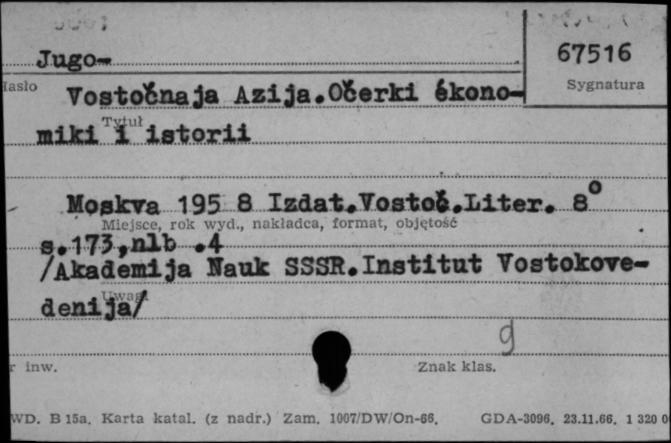 Jugo-
67516
Hasło
Sygnatura
Vostočnaja Azija.Očerki ékono-
Tytuł
miki i istorii
Moskva 195 8 Izdat.Vostoč.Liter. 8°
Miejsce, rok wyd., nakładca, format, objętość
s.173,nlb .4
/Akademija Nauk SSSR.Institut Vostokove-
Uwagi
denija/
g
r inw.
Znak klas.
WD. B 15a. Karta katal. (z nadr.) Zam. 1007/DW/On-66. GDA-3096. 23.11.66. 1 320 0